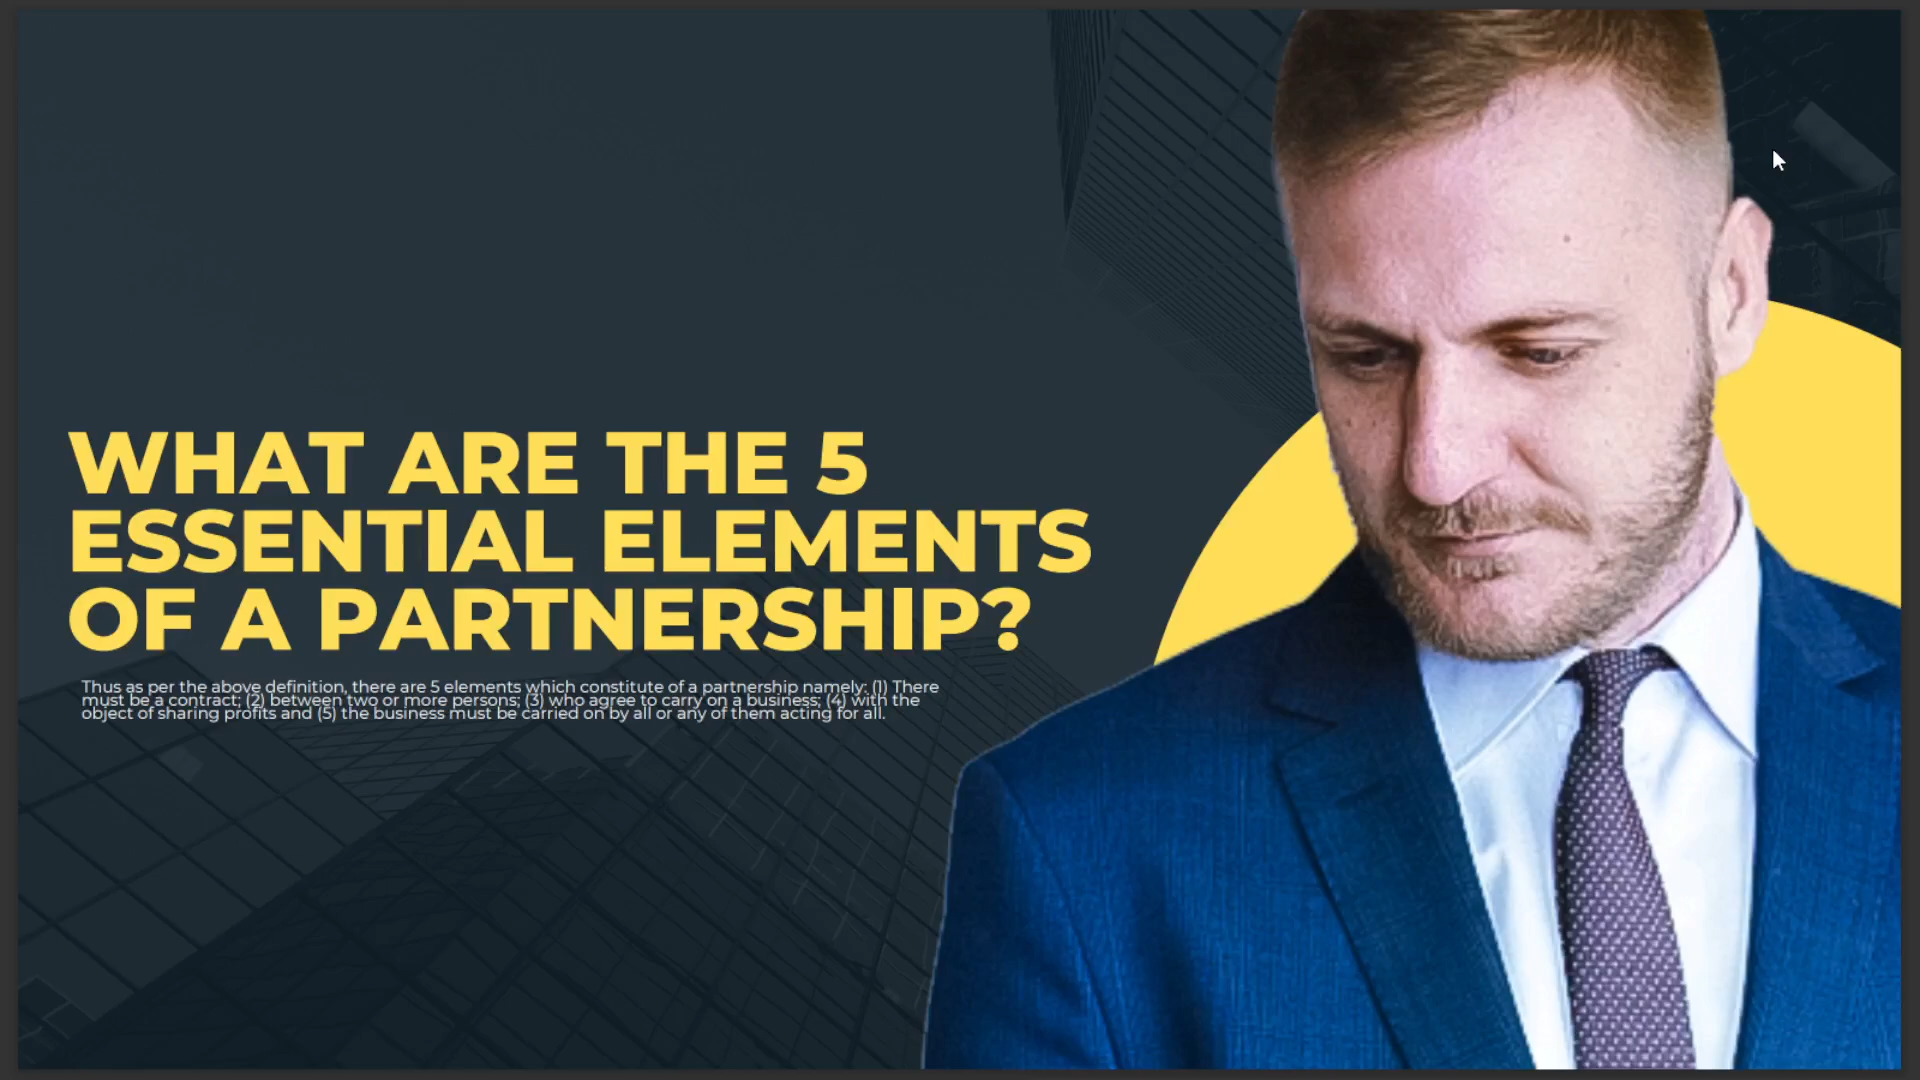 WHAT ARE THE 5
ESSENTIAL ELEMENTS
OF A PARTNERSHIP?
Thus as per the above definition, there are 5 elements which constitute of a partnership namely: (1) There
must be a contract; (2) between two or more persons; (3) who agree to carry on a business; (4) with the
object of sharing profits and (5) the business must be carried on by all or any of them acting for all.